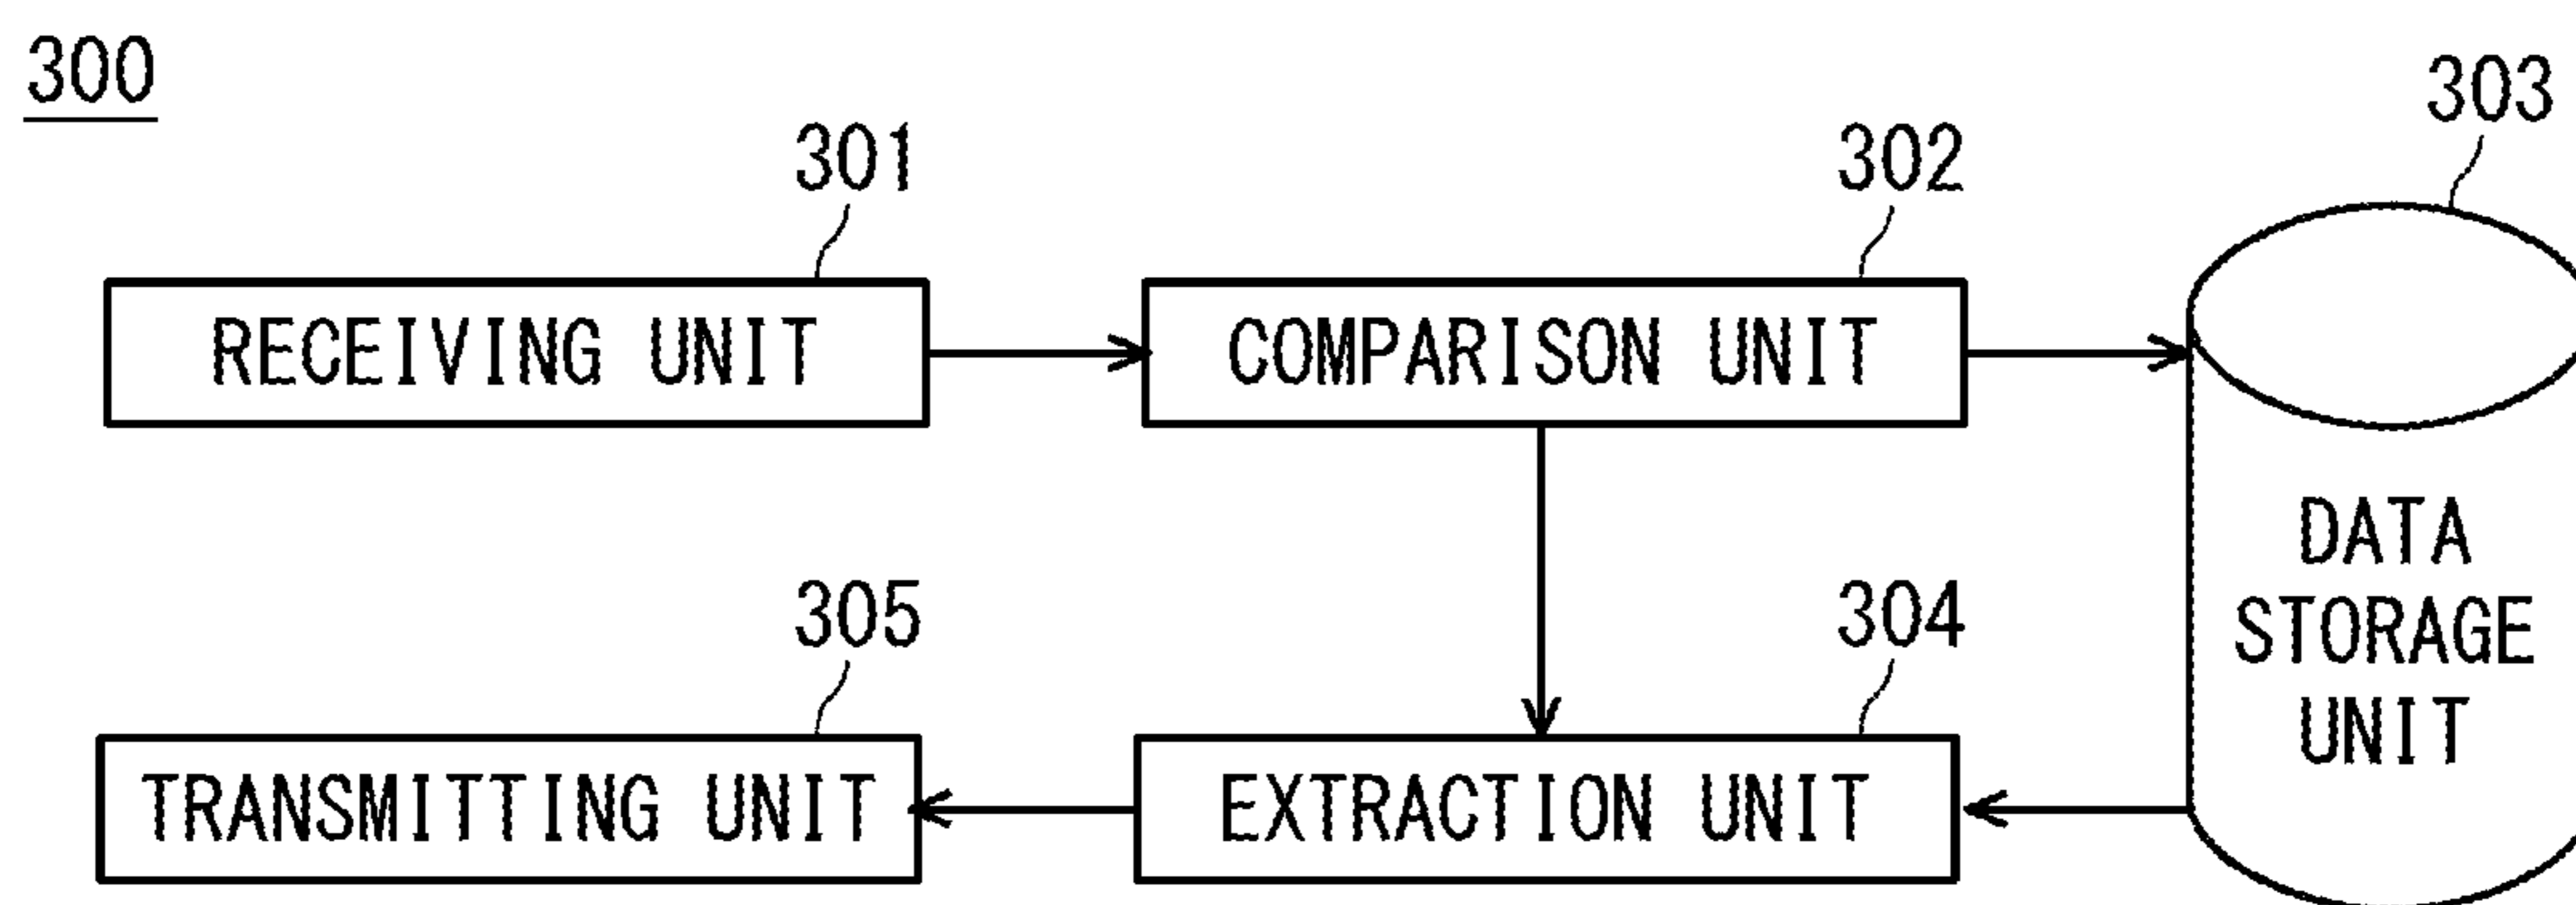 300
301
302
303
RECEIVING UNIT
COMPARISON UNIT
DATA
STORAGE
UNIT
305
304
TRANSMITTING UNIT
EXTRACTION UNIT